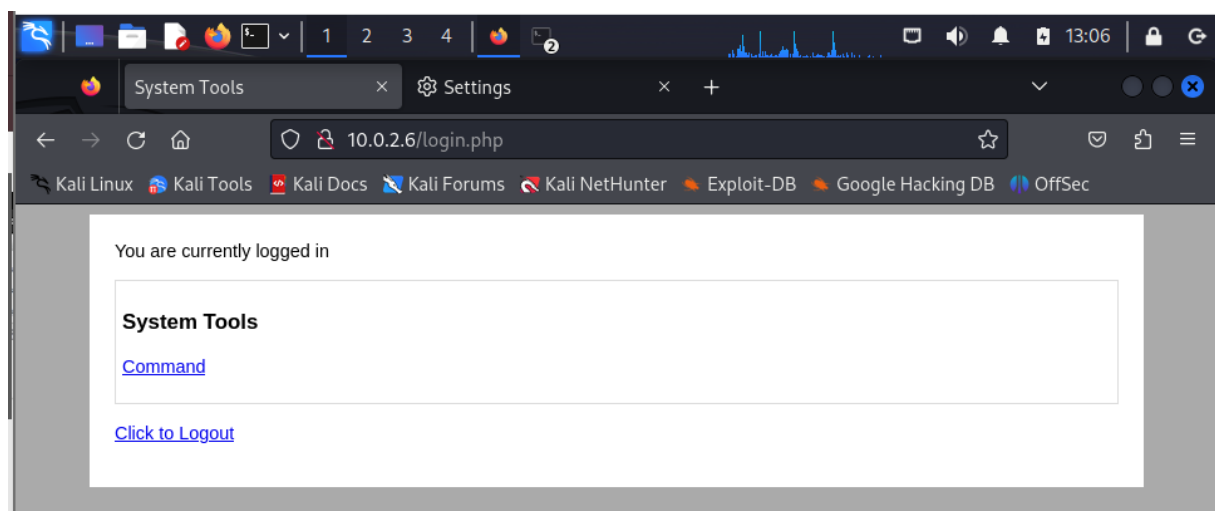 1 2 3 4 2 13:06
System Tools Settings
10.0.2.6/login.php
Kali Linux Kali Tools Kali Docs Kali Forums Kali NetHunter Exploit-DB Google Hacking DB OffSec
You are currently logged in
System Tools
Command
Click to Logout